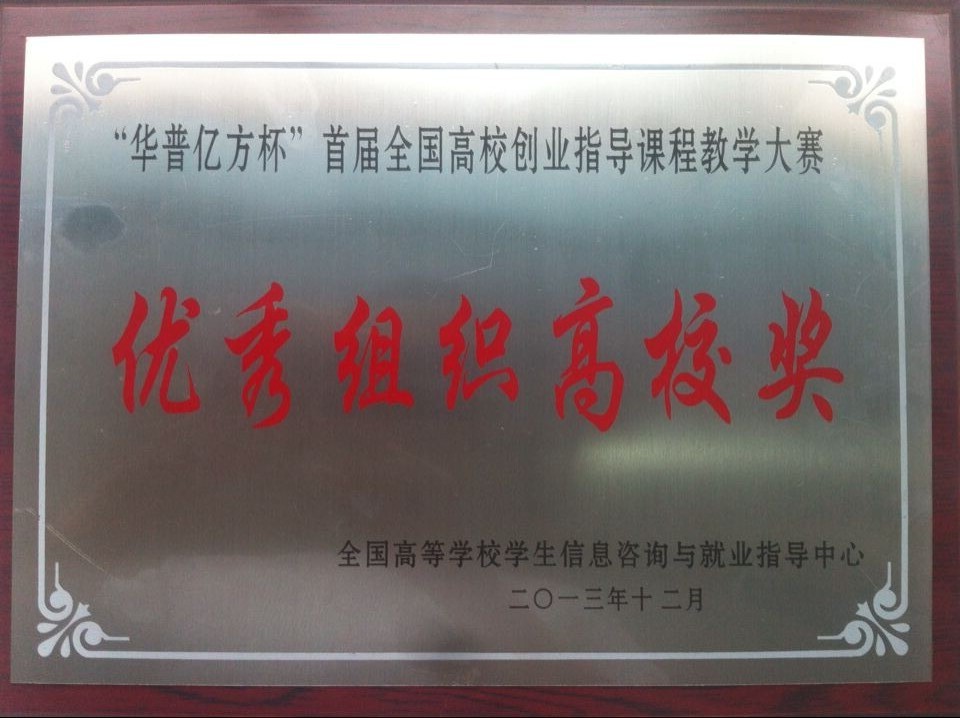 “华普亿方杯”首届全国高校创业指导课程教学大赛
优秀组织高校奖
全国高等学校学生信息咨询与就业指导中心
二〇一三年十二月